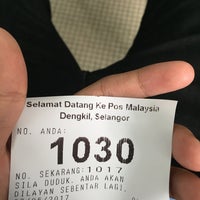 Selamat Datang Ke Pos Malaysia
Dengkil, Selangor
NO. ANDA:
1030
NO. SEKARANG:1017
SILA DUDUK. ANDA AKAN
DILAYAN SEBENTAR LAGI.